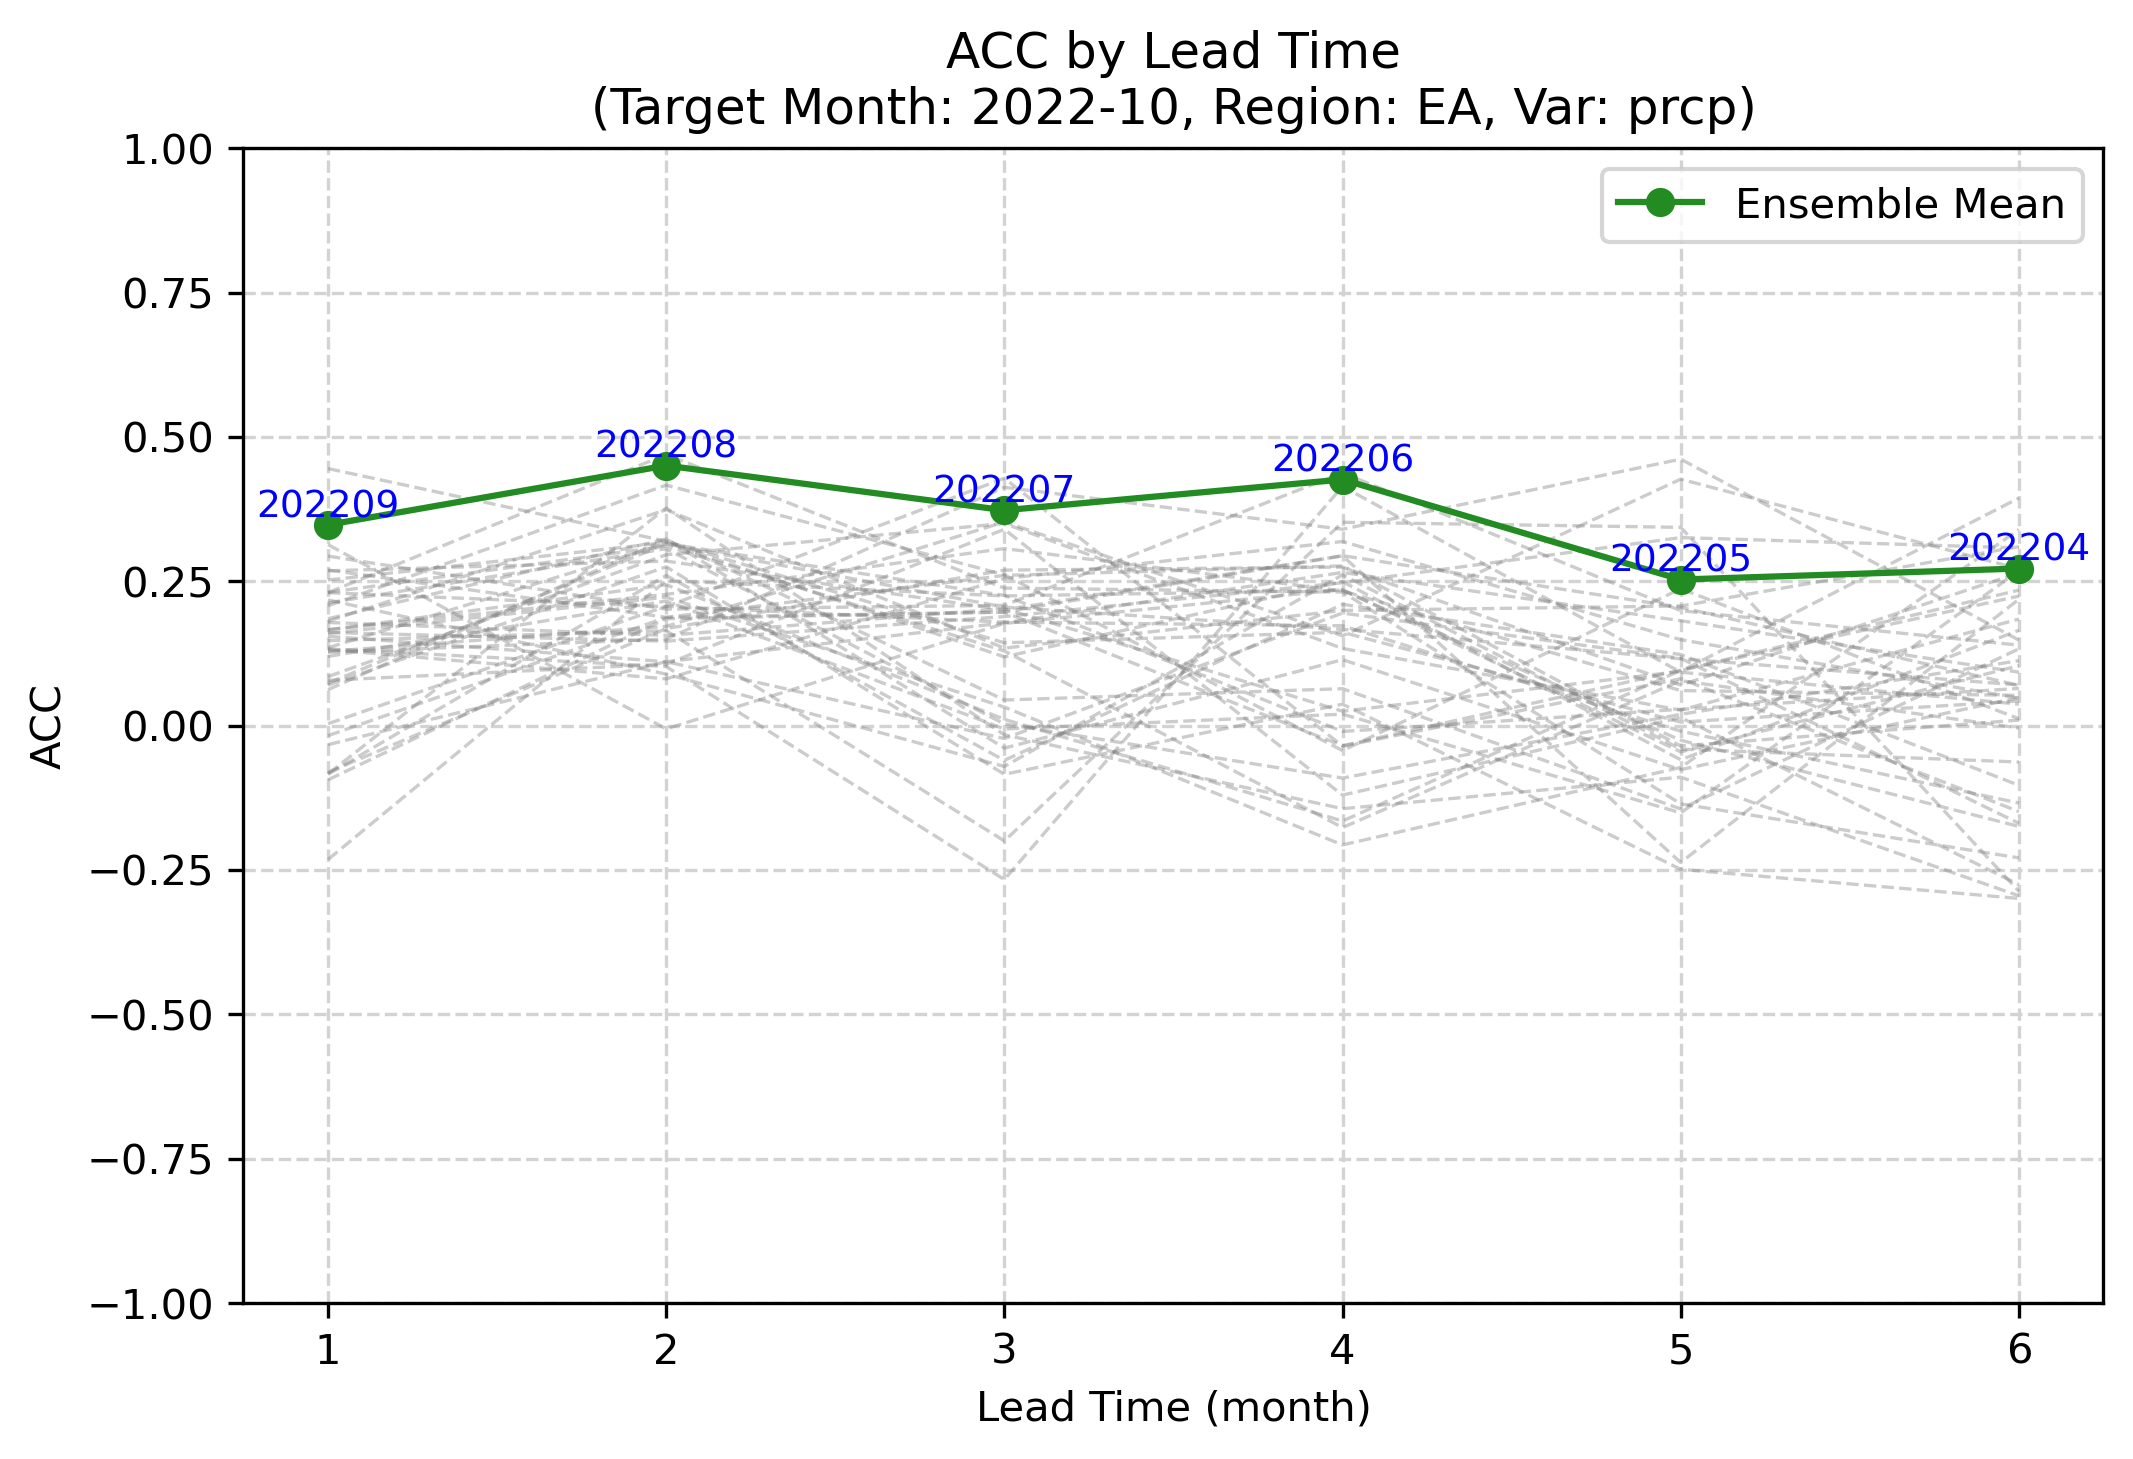 ACC by Lead Time
(Target Month: 2022-10, Region: EA, Var: prcp)
1.00
0.75
0.50
0.25
0.00
−0.25
−0.50
−0.75
−1.00
ACC
Ensemble Mean
202209
202208
202207
202206
202205
202204
1 2 3 4 5 6
Lead Time (month)